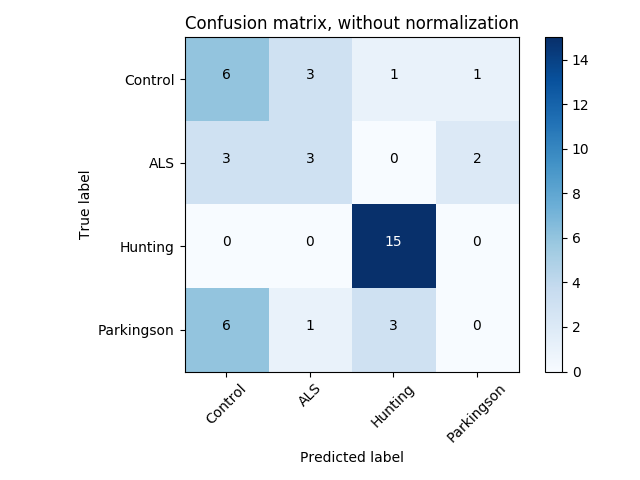 Confusion matrix, without normalization
True label
Control 6 3 1 1
ALS 3 3 0 2
Hunting 0 0 15 0
Parkingson 6 1 3 0
Control ALS Hunting Parkingson
Predicted label
14
12
10
8
6
4
2
0